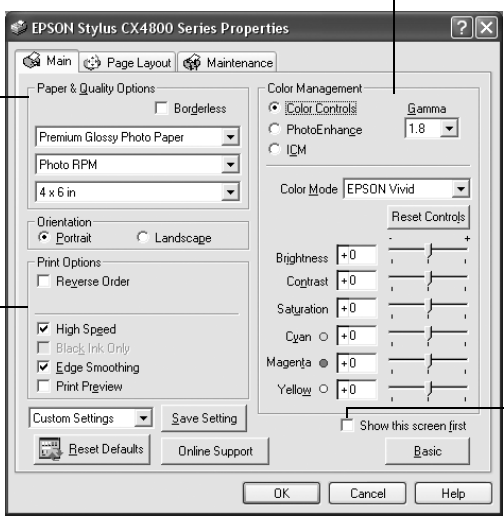 EPSON Stylus CX4800 Series Properties
Main
Page Layout
Maintenance
Paper & Quality Options
Borderless
Premium Glossy Photo Paper
Photo RPM
4 x 6 in
Orientation
Portrait
Landscape
Print Options
Reverse Order
High Speed
Black Ink Only
Edge Smoothing
Print Preview
Custom Settings
Save Setting
Reset Defaults
Online Support
Color Management
Color Controls
PhotoEnhance
ICM
Gamma
1.8
Color Mode EPSON Vivid
Reset Controls
- +
Brightness +0
Contrast +0
Saturation +0
Cyan +0
Magenta +0
Yellow +0
Show this screen first
Basic
OK
Cancel
Help